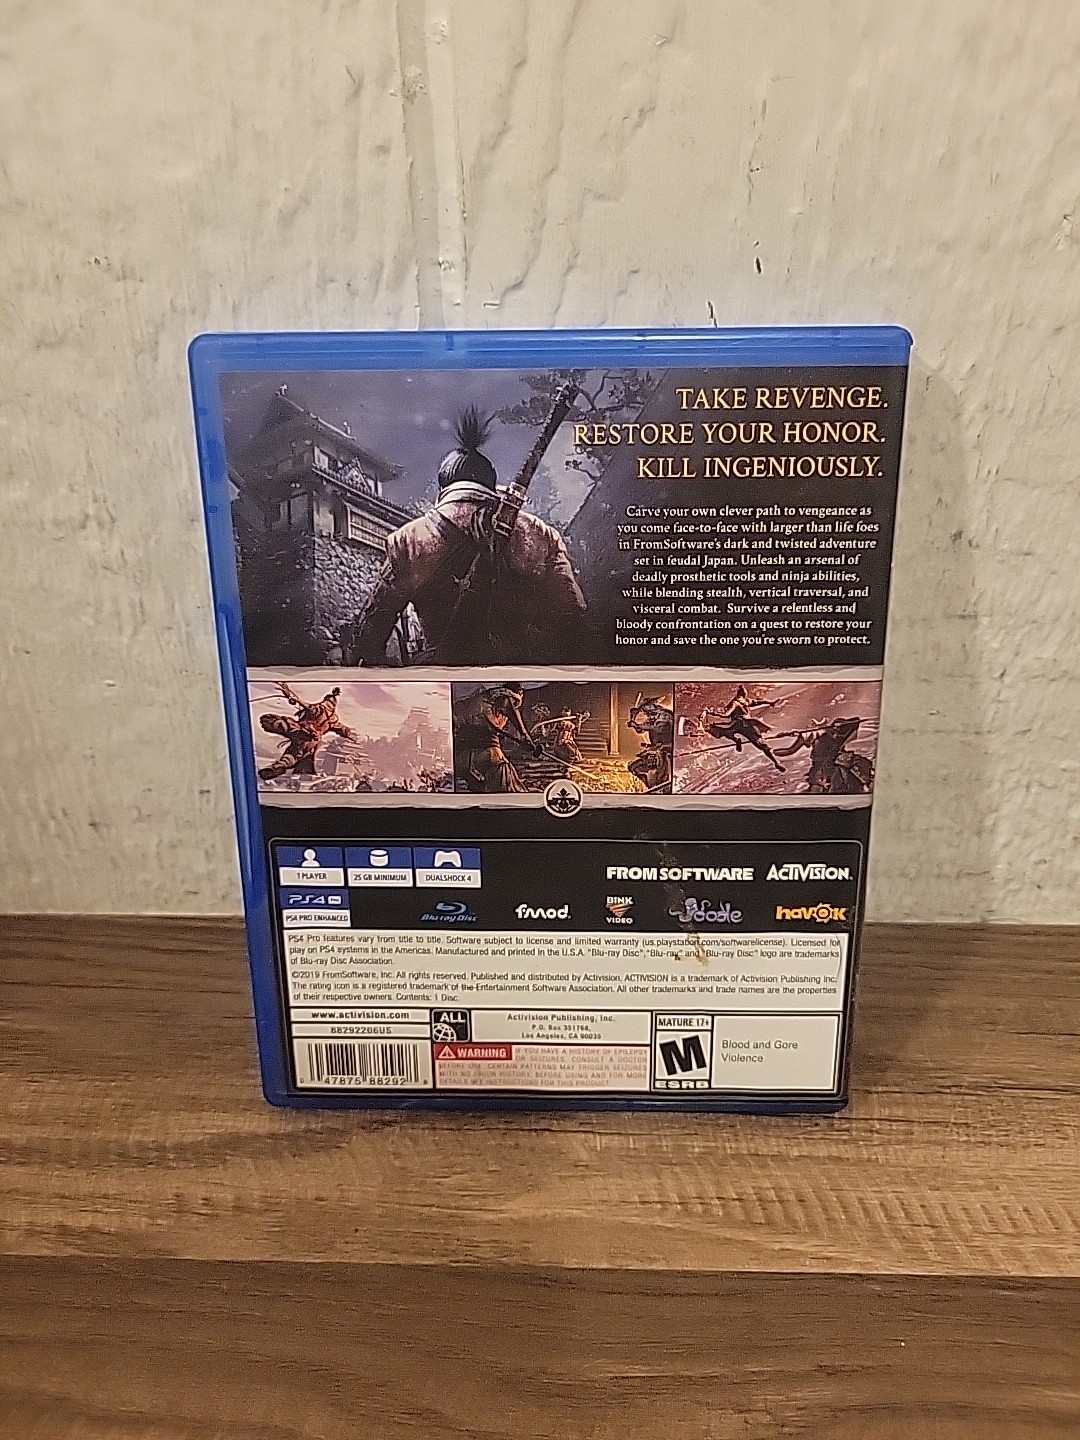 TAKE REVENGE.
RESTORE YOUR HONOR.
KILL INGENIOUSLY.
Carve your own clever path to vengeance as
you come face-to-face with larger than life foes
in FromSoftware's dark and twisted adventure
set in feudal Japan. Unleash an arsenal of
deadly prosthetic tools and ninja abilities,
while blending stealth, vertical traversal, and
visceral combat. Survive a relentless and
bloody confrontation on a quest to restore your
honor and save the one you're sworn to protect.
1 PLAYER
25 GB MINIMUM
DUALSHOCK 4
FROMSOFTWARE
ACTIVISION.
PS4
PS4 PRO ENHANCED
Blu-ray Disc
fmod.
BINK
VIDEO
oodle
havok
PS4 Pro features vary from title to title. Software subject to license and limited warranty (us.playstation.com/softwarelicense). Licensed for
play on PS4 systems in the Americas. Manufactured and printed in the U.S.A. "Blu-ray Disc", "Blu-ray" and "Blu-ray Disc" logo are trademarks
of Blu-ray Disc Association.
©2019 FromSoftware, Inc. All rights reserved. Published and distributed by Activision. ACTIVISION is a trademark of Activision Publishing Inc.
The rating icon is a registered trademark of the Entertainment Software Association. All other trademarks and trade names are the properties
of their respective owners. Contents: 1 Disc.
www.activision.com
88292206US
47875 88292
ALL
Activision Publishing, Inc.
P.O. Box 351768,
Los Angeles, CA 90035
WARNING
IF YOU HAVE A HISTORY OF EPILEPSY
OR SEIZURES, CONSULT A DOCTOR
BEFORE USE. CERTAIN PATTERNS MAY TRIGGER SEIZURES
WITH NO PRIOR HISTORY. BEFORE USING AND FOR MORE
DETAILS SEE INSTRUCTIONS FOR THIS PRODUCT.
MATURE 17+
M
ESRB
Blood and Gore
Violence